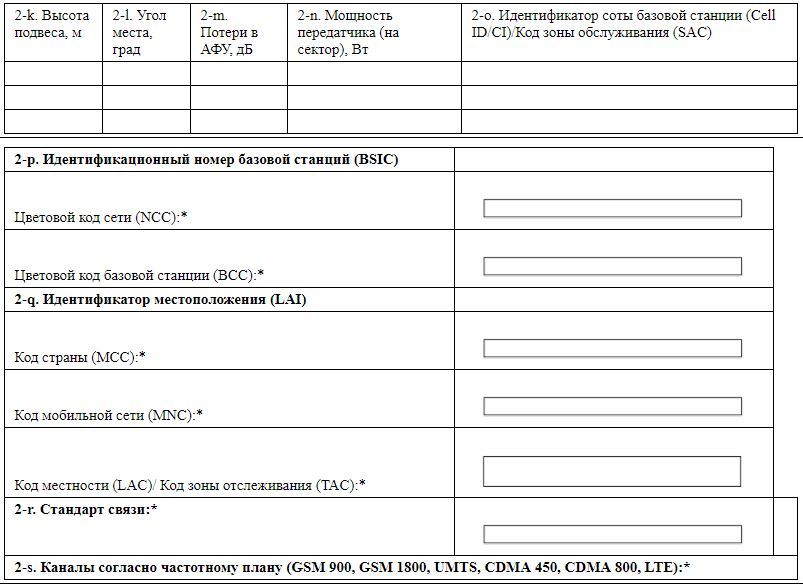 2-k. Высота подвеса, м
2-l. Угол места, град
2-m. Потери в АФУ, дБ
2-n. Мощность передатчика (на сектор), Вт
2-o. Идентификатор соты базовой станции (Cell ID/CI)/Код зоны обслуживания (SAC)
2-p. Идентификационный номер базовой станций (BSIC)
Цветовой код сети (NCC):*
Цветовой код базовой станции (BCC):*
2-q. Идентификатор местоположения (LAI)
Код страны (MCC):*
Код мобильной сети (MNC):*
Код местности (LAC)/ Код зоны отслеживания (TAC):*
2-r. Стандарт связи:*
2-s. Каналы согласно частотному плану (GSM 900, GSM 1800, UMTS, CDMA 450, CDMA 800, LTE):*